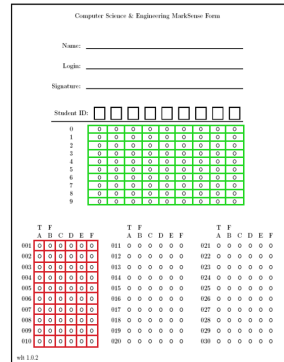 Computer Science & Engineering MarkSense Form
Name:
Login:
Signature:
Student ID:
0 0 0 0 0 0 0 0 0 0
1 0 0 0 0 0 0 0 0 0
2 0 0 0 0 0 0 0 0 0
3 0 0 0 0 0 0 0 0 0
4 0 0 0 0 0 0 0 0 0
5 0 0 0 0 0 0 0 0 0
6 0 0 0 0 0 0 0 0 0
7 0 0 0 0 0 0 0 0 0
8 0 0 0 0 0 0 0 0 0
9 0 0 0 0 0 0 0 0 0
T F T F T F
A B C D E F A B C D E F A B C D E F
001 0 0 0 0 0 0 011 0 0 0 0 0 0 021 0 0 0 0 0 0
002 0 0 0 0 0 0 012 0 0 0 0 0 0 022 0 0 0 0 0 0
003 0 0 0 0 0 0 013 0 0 0 0 0 0 023 0 0 0 0 0 0
004 0 0 0 0 0 0 014 0 0 0 0 0 0 024 0 0 0 0 0 0
005 0 0 0 0 0 0 015 0 0 0 0 0 0 025 0 0 0 0 0 0
006 0 0 0 0 0 0 016 0 0 0 0 0 0 026 0 0 0 0 0 0
007 0 0 0 0 0 0 017 0 0 0 0 0 0 027 0 0 0 0 0 0
008 0 0 0 0 0 0 018 0 0 0 0 0 0 028 0 0 0 0 0 0
009 0 0 0 0 0 0 019 0 0 0 0 0 0 029 0 0 0 0 0 0
010 0 0 0 0 0 0 020 0 0 0 0 0 0 030 0 0 0 0 0 0
wlt 1.0.2